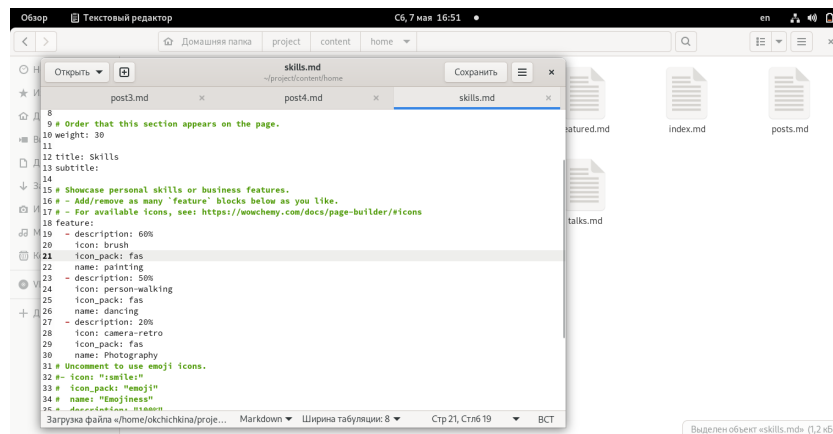 Обзор
Текстовый редактор
Сб, 7 мая 16:51
en
Домашняя папка
project
content
home
Открыть
skills.md
~/project/content/home
Сохранить
post3.md
post4.md
skills.md
8
9 # Order that this section appears on the page.
10 weight: 30
11
12 title: Skills
13 subtitle:
14
15 # Showcase personal skills or business features.
16 # - Add/remove as many `feature` blocks below as you like.
17 # - For available icons, see: https://wowchemy.com/docs/page-builder/#icons
18 feature:
19   - description: 60%
20     icon: brush
21     icon_pack: fas
22     name: painting
23   - description: 50%
24     icon: person-walking
25     icon_pack: fas
26     name: dancing
27   - description: 20%
28     icon: camera-retro
29     icon_pack: fas
30     name: Photography
31 # Uncomment to use emoji icons.
32 #- icon: ":smile:"
33 #  icon_pack: "emoji"
34 #  name: "Emojiness"
35 #  description: "100%"
Загрузка файла «/home/okchichkina/proje...
Markdown
Ширина табуляции: 8
Стр 21, Стлб 19
ВСТ
index.md
posts.md
talks.md
Выделен объект «skills.md» (1,2 кБ